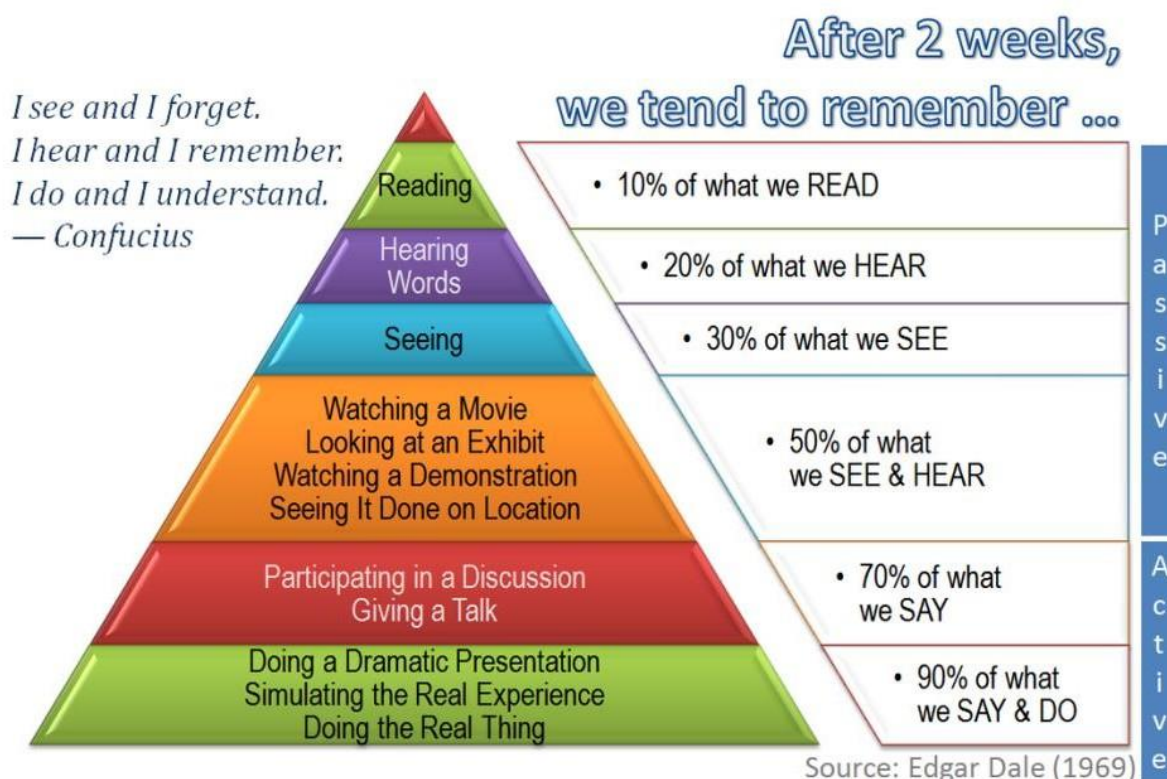 After 2 weeks,
we tend to remember ...
I see and I forget.
I hear and I remember.
I do and I understand.
— Confucius
Reading
• 10% of what we READ
Hearing
Words
• 20% of what we HEAR
Seeing
• 30% of what we SEE
Watching a Movie
Looking at an Exhibit
Watching a Demonstration
Seeing It Done on Location
• 50% of what
we SEE & HEAR
Participating in a Discussion
Giving a Talk
• 70% of what
we SAY
Doing a Dramatic Presentation
Simulating the Real Experience
Doing the Real Thing
• 90% of what
we SAY & DO
Passive
Active
Source: Edgar Dale (1969)